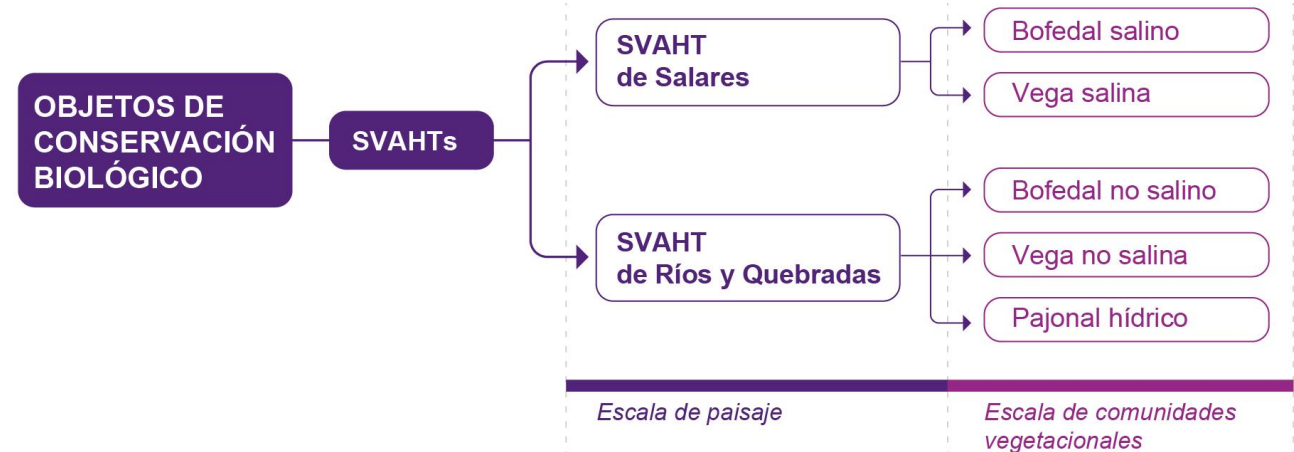 OBJETOS DE
CONSERVACIÓN
BIOLÓGICO
SVAHTs
SVAHT
de Salares
Bofedal salino
Vega salina
SVAHT
de Ríos y Quebradas
Bofedal no salino
Vega no salina
Pajonal hídrico
Escala de paisaje
Escala de comunidades
vegetacionales